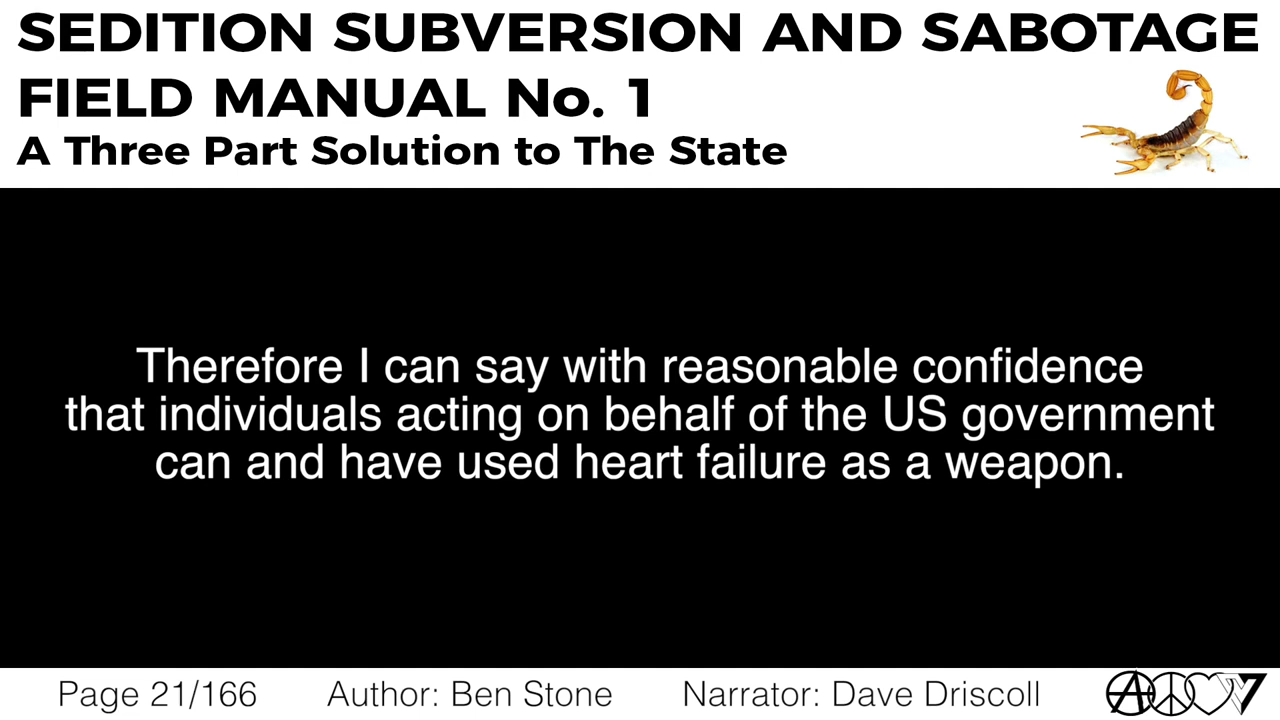 SEDITION SUBVERSION AND SABOTAGE
FIELD MANUAL No. 1
A Three Part Solution to The State
Therefore I can say with reasonable confidence
that individuals acting on behalf of the US government
can and have used heart failure as a weapon.
Page 21/166 Author: Ben Stone Narrator: Dave Driscoll